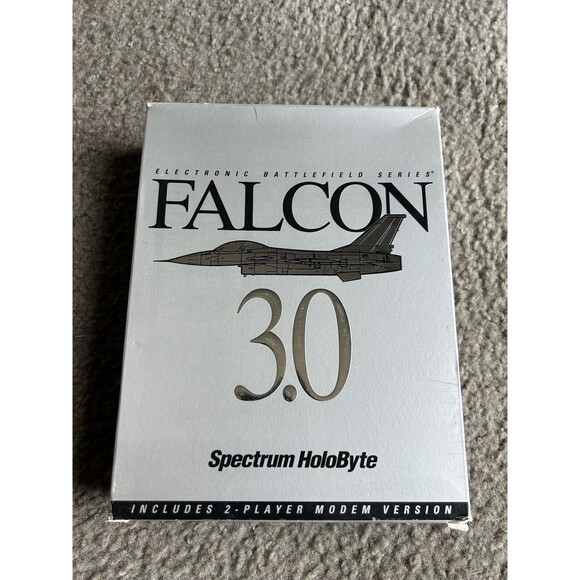 ELECTRONIC BATTLEFIELD SERIES®
FALCON
3.0
Spectrum HoloByte
INCLUDES 2-PLAYER MODEM VERSION